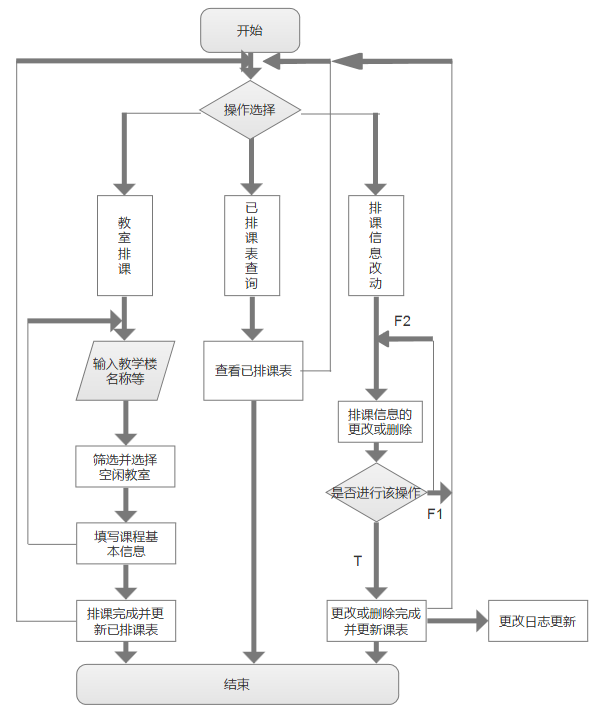 开始
操作选择
教
室
排
课
已
排
课
表
查
询
排
课
信
息
改
动
F2
输入教学楼
名称等
查看已排课表
排课信息的
更改或删除
筛选并选择
空闲教室
是否进行该操作
F1
填写课程基
本信息
T
排课完成并更
新已排课表
更改或删除完成
并更新课表
更改日志更新
结束